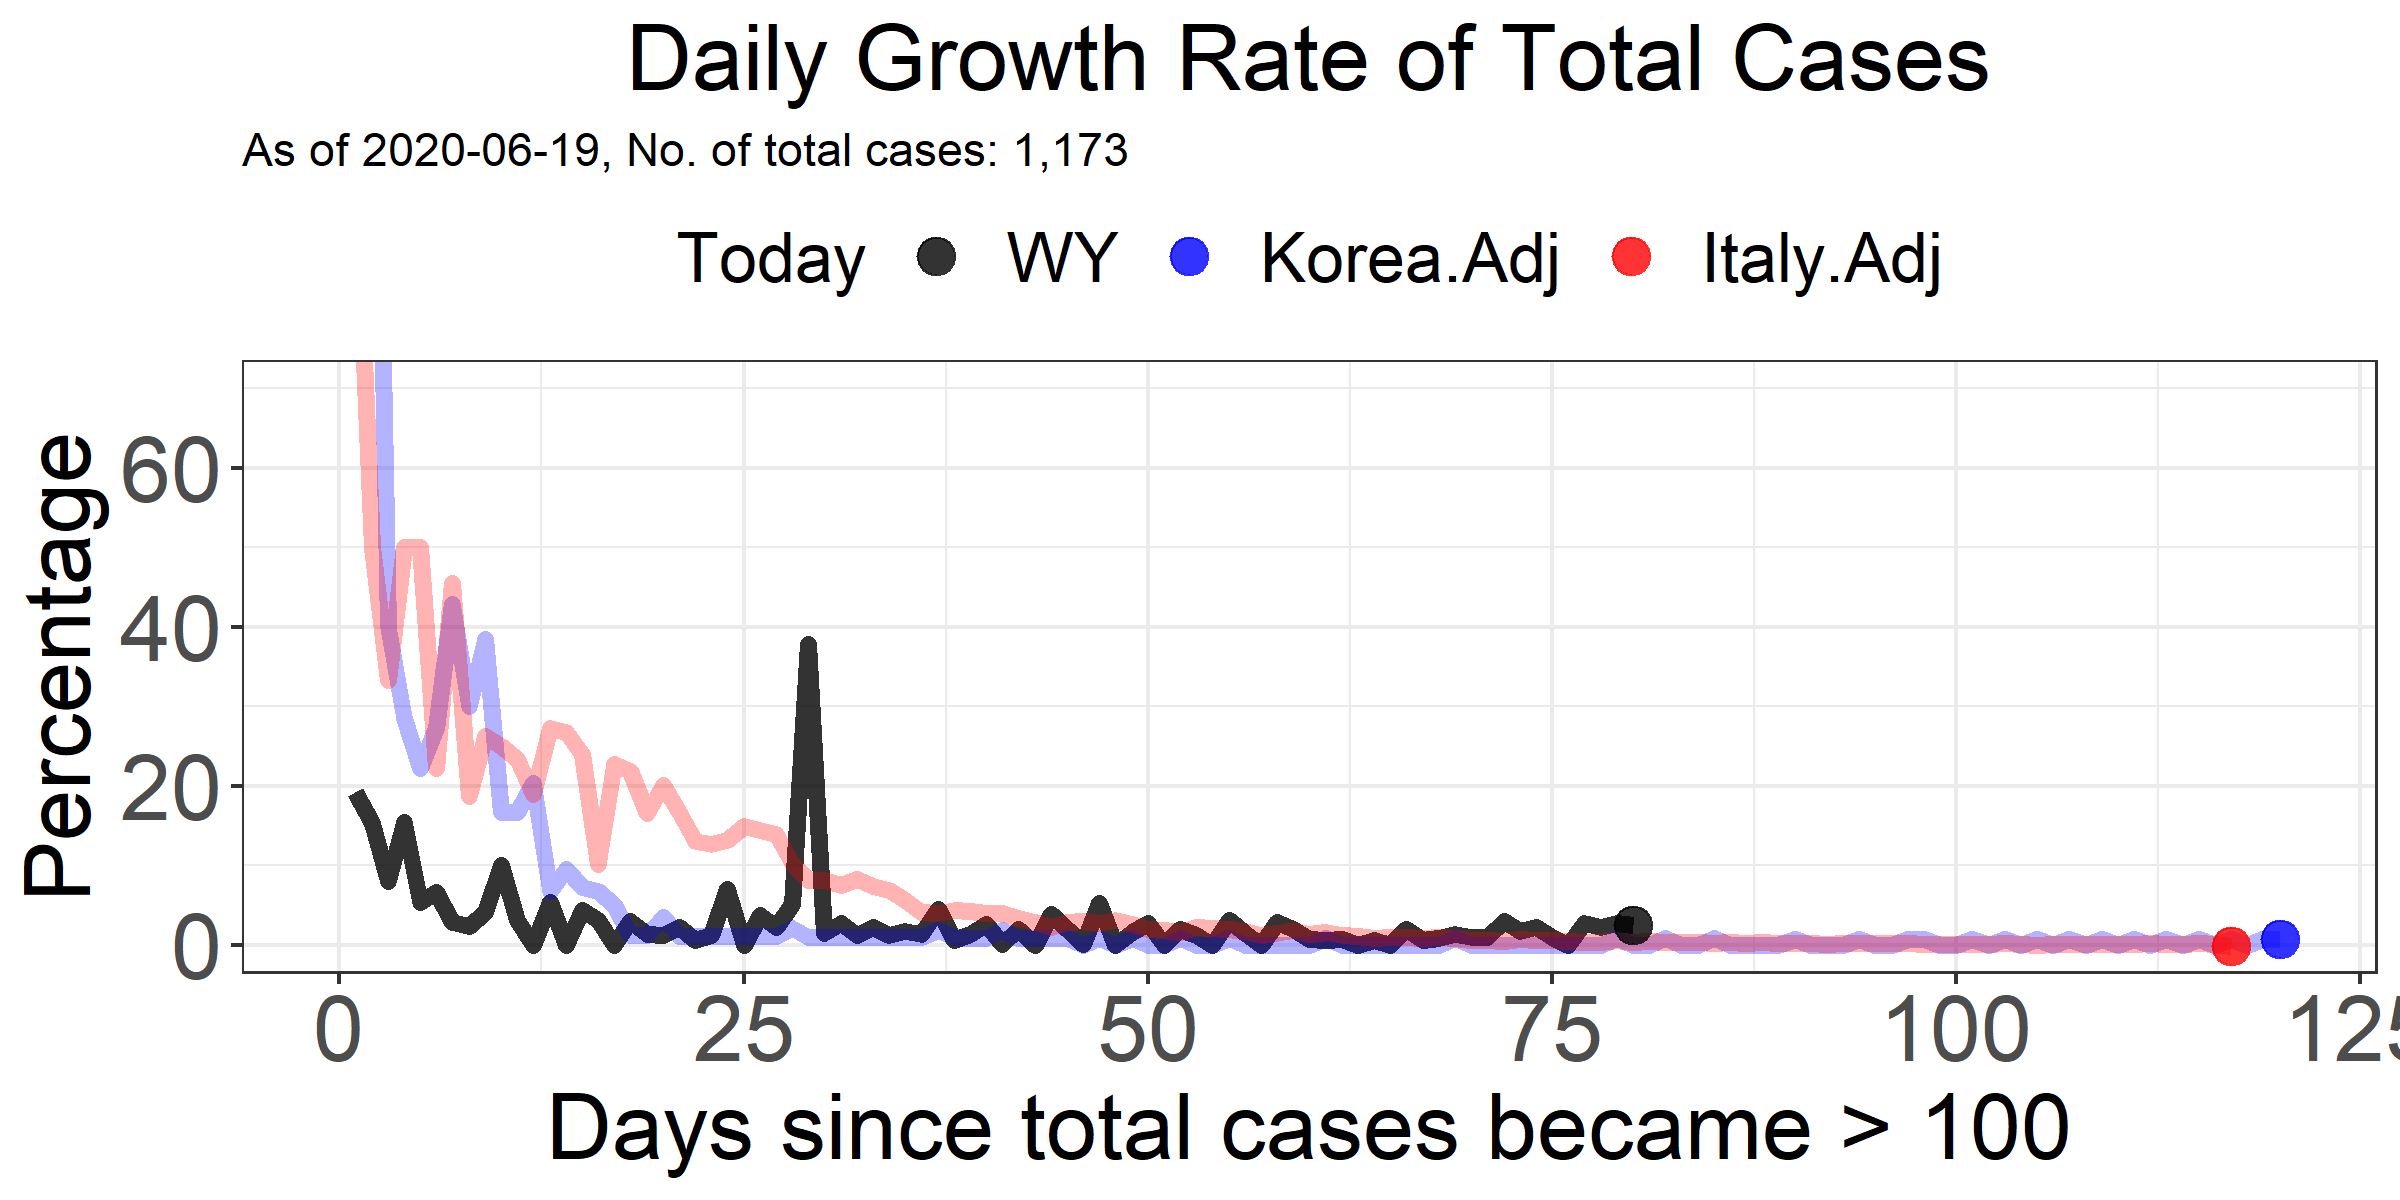 Daily Growth Rate of Total Cases
As of 2020-06-19, No. of total cases: 1,173
Today WY Korea.Adj Italy.Adj
Percentage
60
40
20
0
0 25 50 75 100 125
Days since total cases became > 100